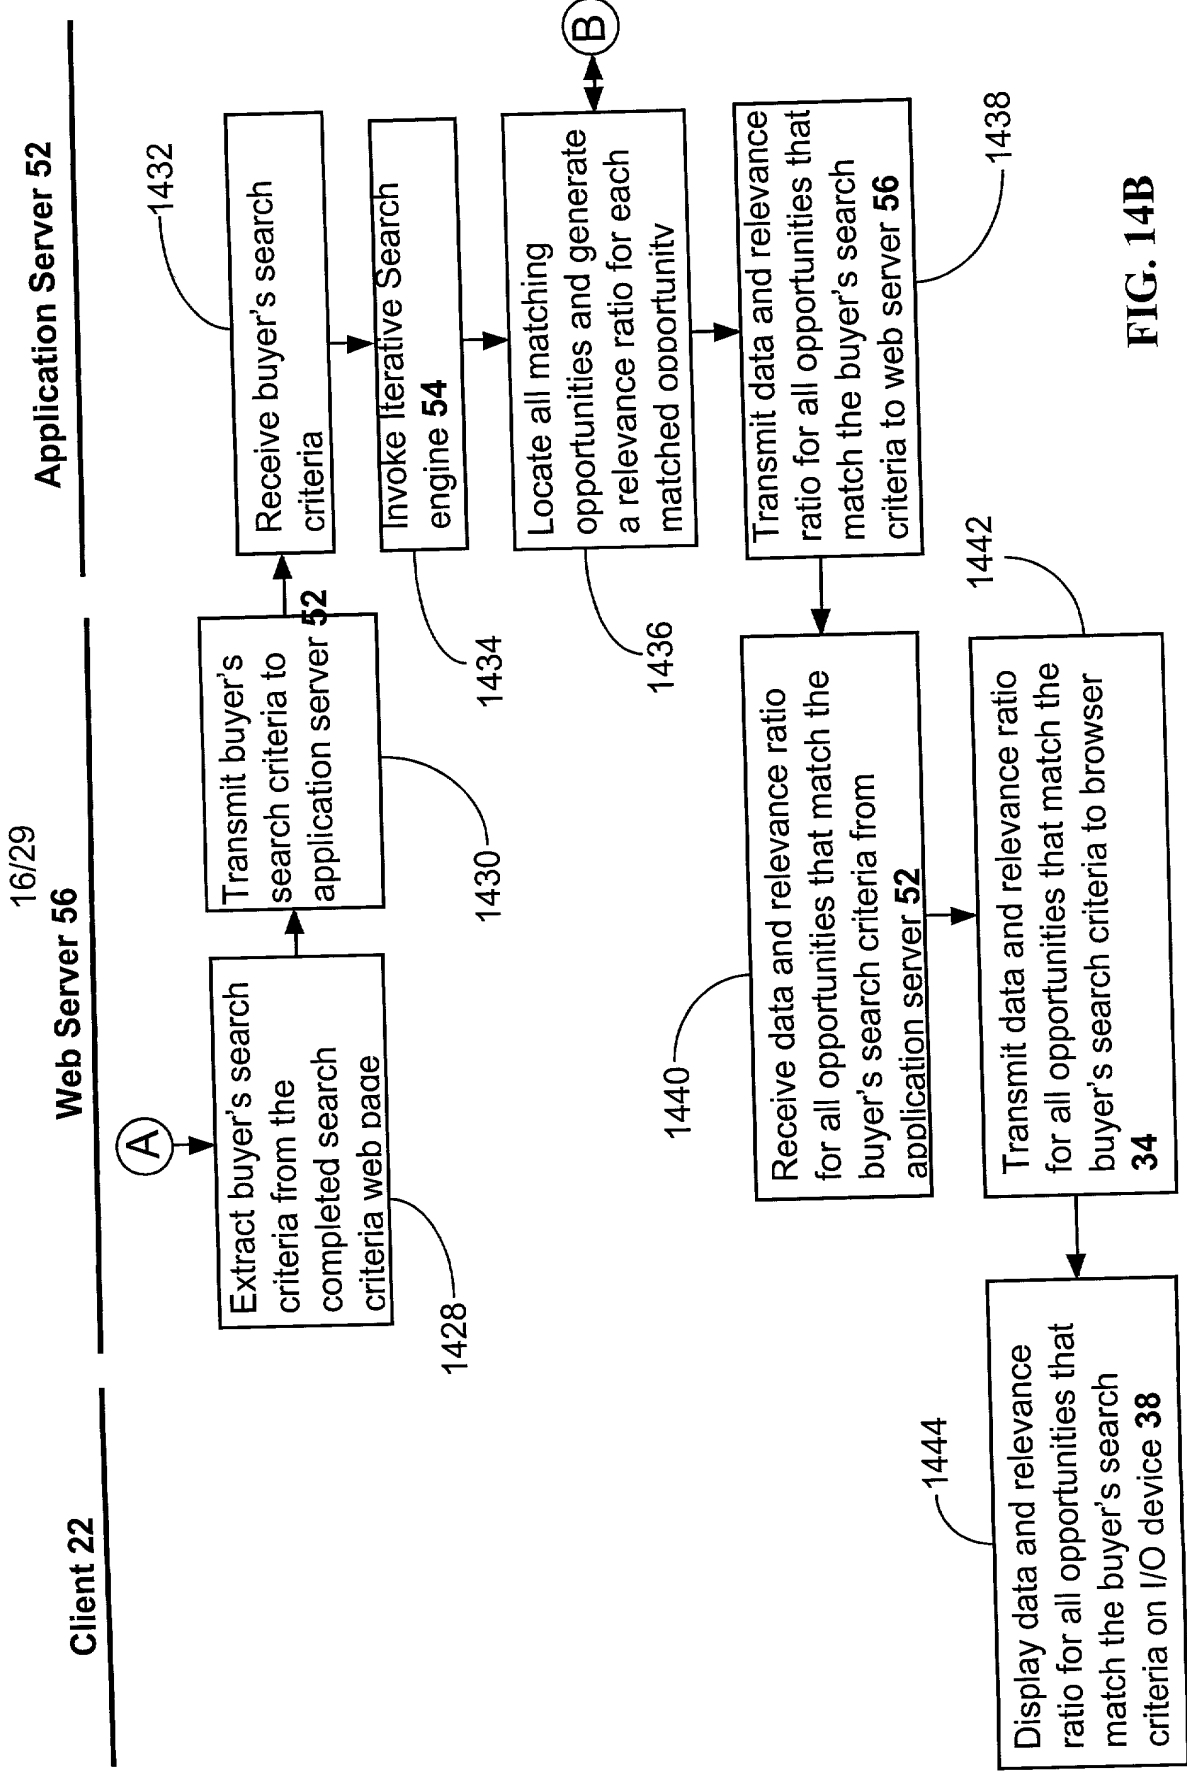 16/29
Client 22
Web Server 56
Application Server 52
A
Extract buyer's search
criteria from the
completed search
criteria web page
1428
Transmit buyer's
search criteria to
application server 52
1430
Receive buyer's search
criteria
1432
Invoke Iterative Search
engine 54
1434
Locate all matching
opportunities and generate
a relevance ratio for each
matched opportunity
1436
B
Transmit data and relevance
ratio for all opportunities that
match the buyer's search
criteria to web server 56
1438
Receive data and relevance ratio
for all opportunities that match the
buyer's search criteria from
application server 52
1440
Transmit data and relevance ratio
for all opportunities that match the
buyer's search criteria to browser
34
1442
Display data and relevance
ratio for all opportunities that
match the buyer's search
criteria on I/O device 38
1444
FIG. 14B